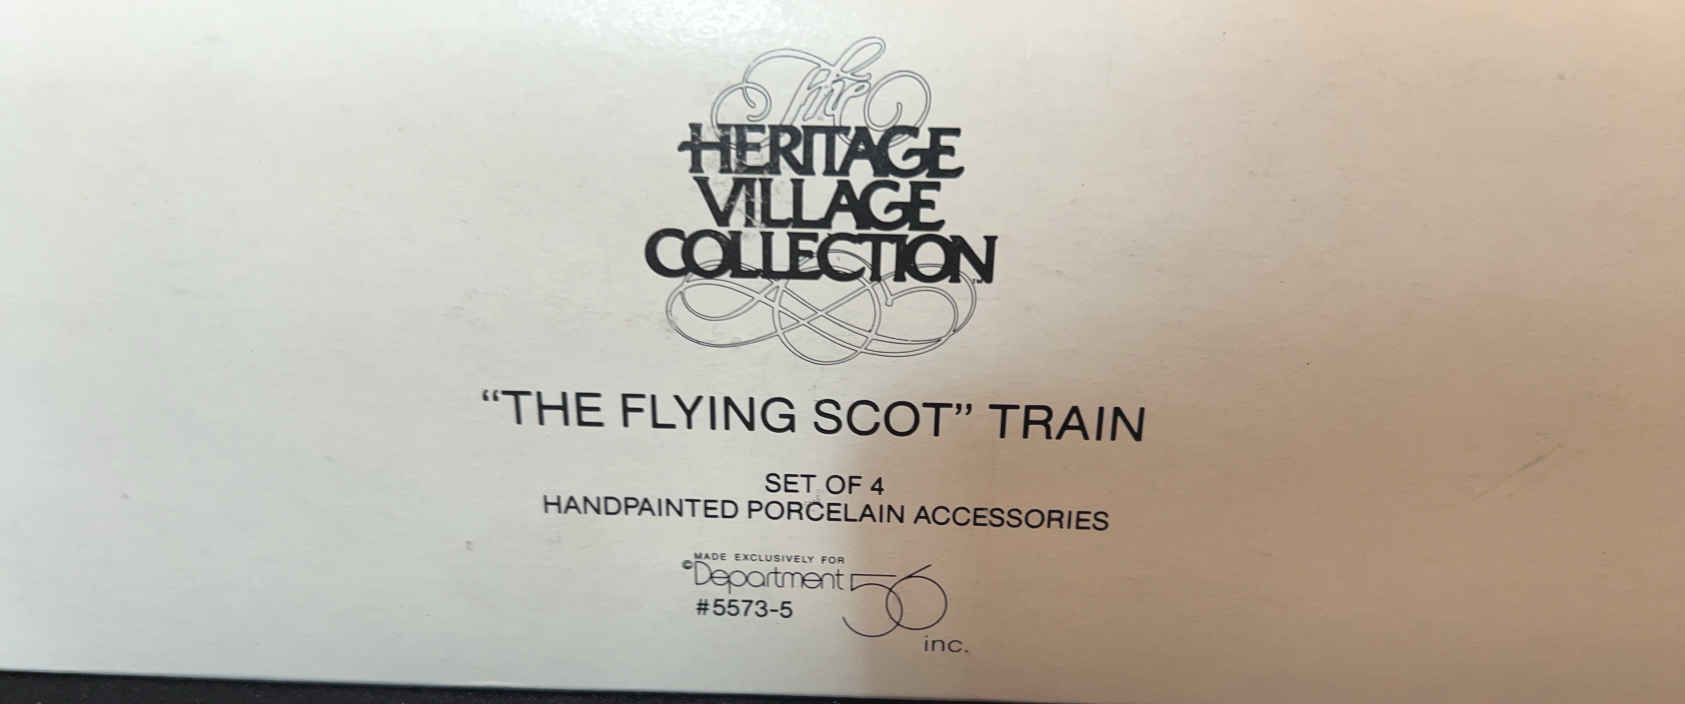 The
HERITAGE
VILLAGE
COLLECTION™
“THE FLYING SCOT” TRAIN
SET OF 4
HANDPAINTED PORCELAIN ACCESSORIES
MADE EXCLUSIVELY FOR
©Department 56
#5573-5
inc.